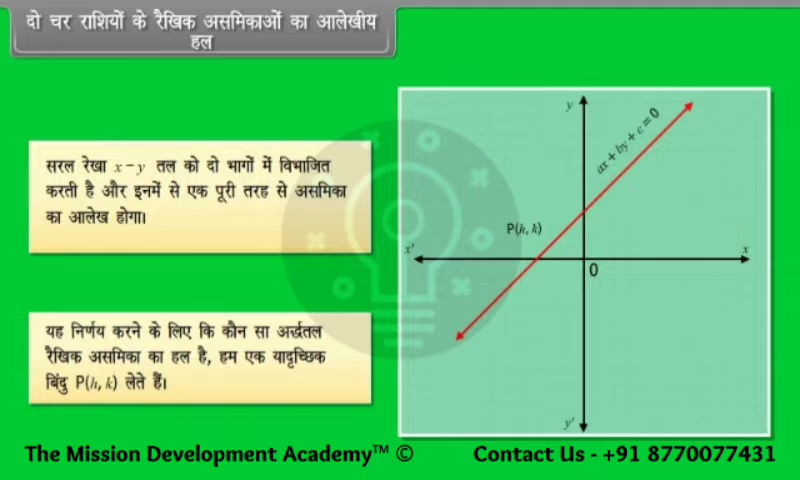 दो चर राशियों के रैखिक असमिकाओं का आलेखीय
हल
सरल रेखा x – y तल को दो भागों में विभाजित
करती है और इनमें से एक पूरी तरह से असमिका
का आलेख होगा।
यह निर्णय करने के लिए कि कौन सा अर्द्धतल
रैखिक असमिका का हल है, हम एक यादृच्छिक
बिंदु P(h, k) लेते हैं।
y
ax + by + c = 0
P(h, k)
x'
x
0
y'
The Mission Development Academy™ ©
Contact Us - +91 8770077431